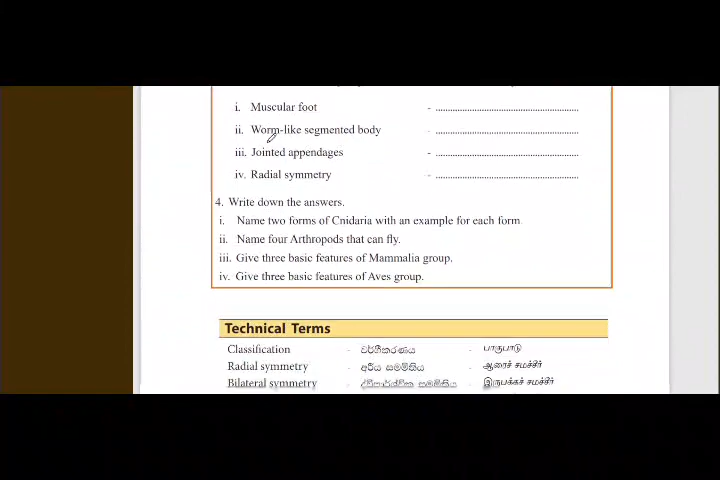 i. Muscular foot - ................................................
ii. Worm-like segmented body - ................................................
iii. Jointed appendages - ................................................
iv. Radial symmetry - ................................................
4. Write down the answers.
i. Name two forms of Cnidaria with an example for each form.
ii. Name four Arthropods that can fly.
iii. Give three basic features of Mammalia group.
iv. Give three basic features of Aves group.
Technical Terms
Classification - වර්ගීකරණය - பாகுபாடு
Radial symmetry - අරීය සමමිතිය - ஆரைச் சமச்சீர்
Bilateral symmetry - ද්විපාර්ශ්වික සමමිතිය - இருபக்கச் சமச்சீர்